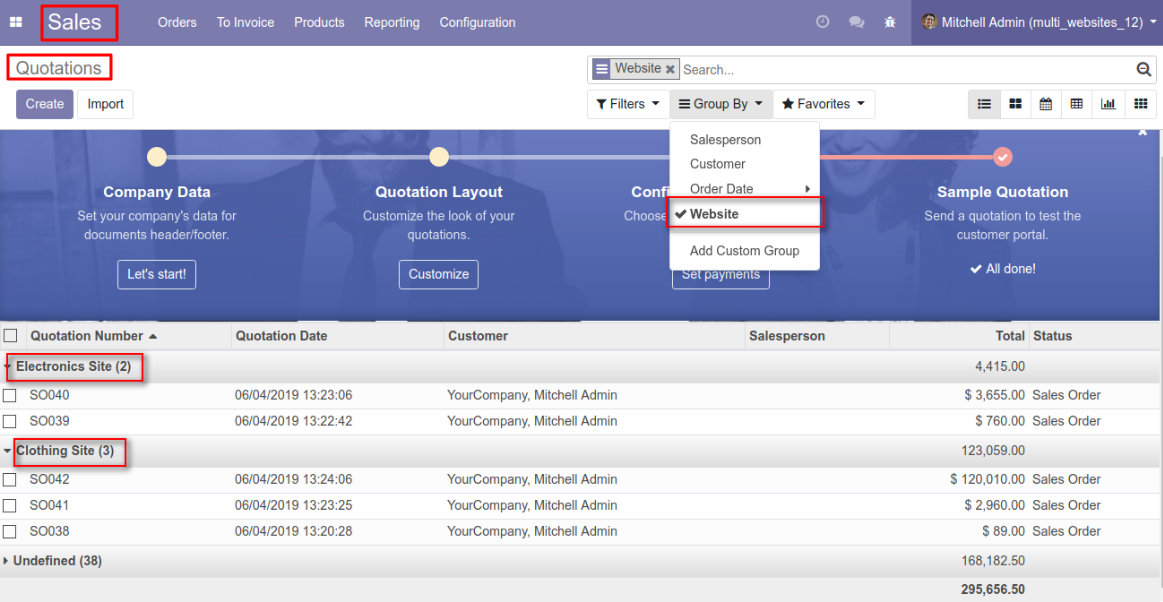 Sales Orders To Invoice Products Reporting Configuration Mitchell Admin (multi_websites_12)
Quotations
Website Search...
Create Import
Filters Group By Favorites
Salesperson
Customer
Order Date
Website
Add Custom Group
Company Data
Set your company's data for
documents header/footer.
Let's start!
Quotation Layout
Customize the look of your
quotations.
Customize
Confi
Choose
Set payments
Sample Quotation
Send a quotation to test the
customer portal.
All done!
Quotation Number Quotation Date Customer Salesperson Total Status
Electronics Site (2) 4,415.00
SO040 06/04/2019 13:23:06 YourCompany, Mitchell Admin $ 3,655.00 Sales Order
SO039 06/04/2019 13:22:42 YourCompany, Mitchell Admin $ 760.00 Sales Order
Clothing Site (3) 123,059.00
SO042 06/04/2019 13:24:06 YourCompany, Mitchell Admin $ 120,010.00 Sales Order
SO041 06/04/2019 13:23:25 YourCompany, Mitchell Admin $ 2,960.00 Sales Order
SO038 06/04/2019 13:20:28 YourCompany, Mitchell Admin $ 89.00 Sales Order
Undefined (38) 168,182.50
295,656.50